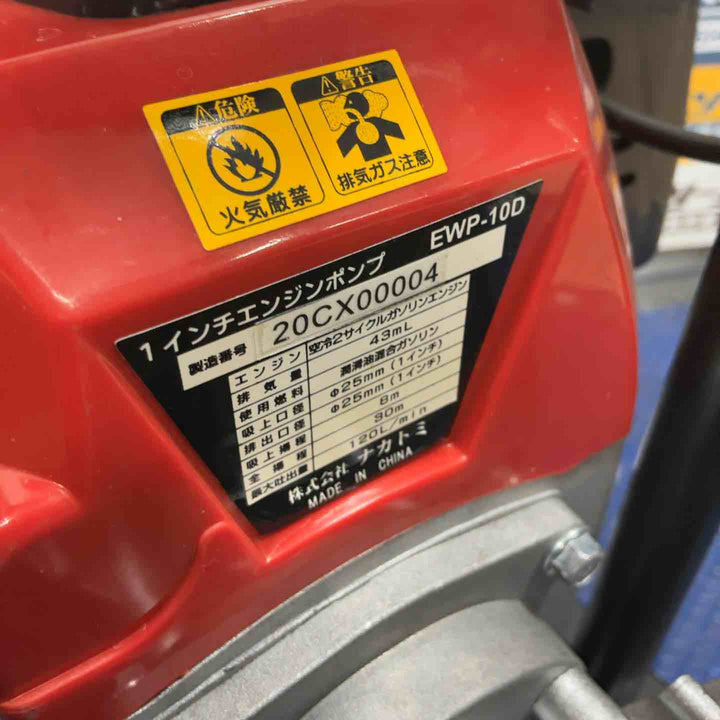 ⚠危険
火気厳禁
⚠警告
排気ガス注意
1インチエンジンポンプ EWP-10D
製造番号 20CX00004
エンジン 空冷2サイクルガソリンエンジン
排気量 43mL
使用燃料 潤滑油混合ガソリン
吸上口径 φ25mm(1インチ)
排出口径 φ25mm(1インチ)
吸上揚程 8m
全揚程 30m
最大吐出量 120L/min
株式会社 ナカトミ
MADE IN CHINA